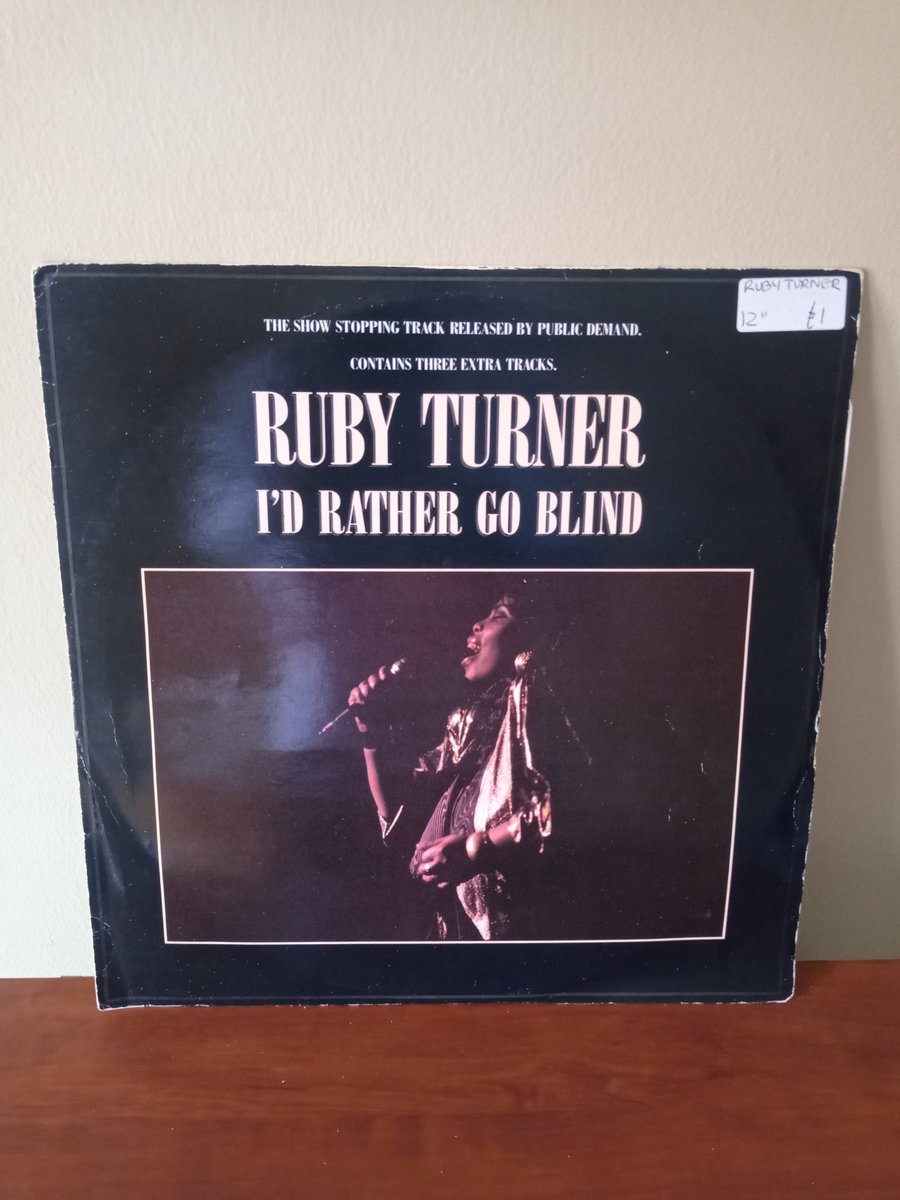 RUBY TURNER
12" £1
THE SHOW STOPPING TRACK RELEASED BY PUBLIC DEMAND.
CONTAINS THREE EXTRA TRACKS.
RUBY TURNER
I'D RATHER GO BLIND